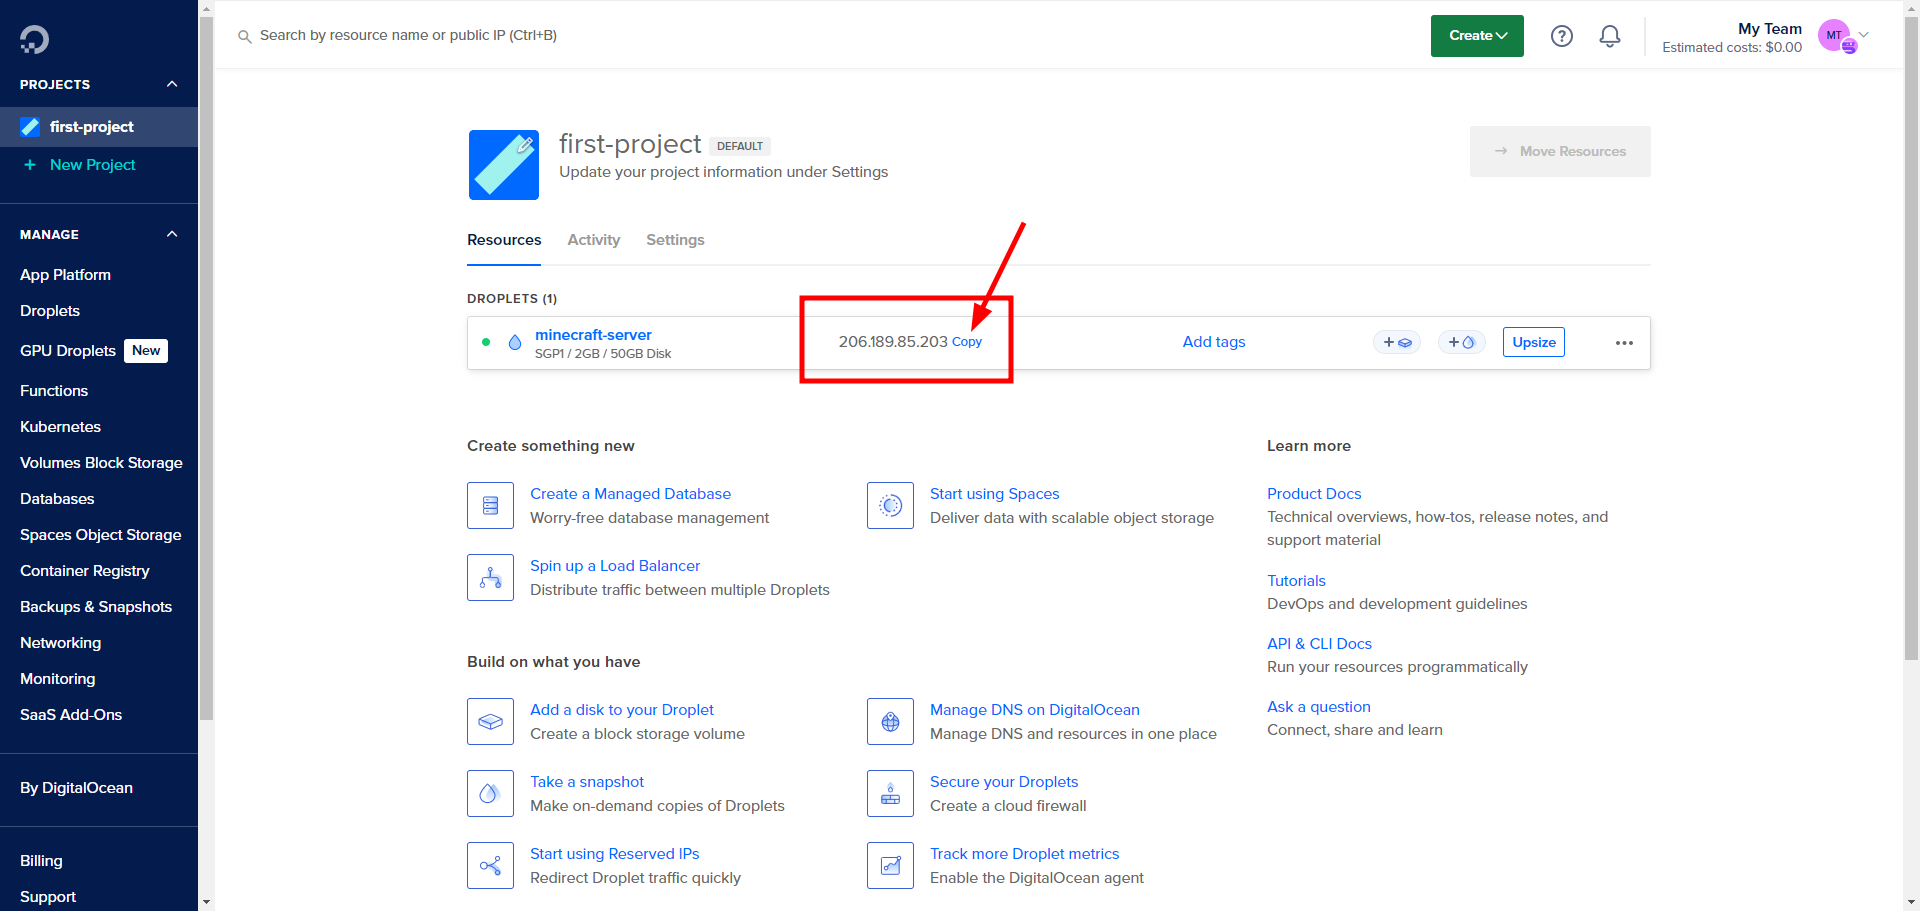 Search by resource name or public IP (Ctrl+B)
Create
My Team
Estimated costs: $0.00
MT
PROJECTS
first-project
+ New Project
MANAGE
App Platform
Droplets
GPU Droplets New
Functions
Kubernetes
Volumes Block Storage
Databases
Spaces Object Storage
Container Registry
Backups & Snapshots
Networking
Monitoring
SaaS Add-Ons
By DigitalOcean
Billing
Support
first-project DEFAULT
Update your project information under Settings
→ Move Resources
Resources Activity Settings
DROPLETS (1)
minecraft-server
SGP1 / 2GB / 50GB Disk
206.189.85.203 Copy
Add tags
Upsize
Create something new
Create a Managed Database
Worry-free database management
Start using Spaces
Deliver data with scalable object storage
Spin up a Load Balancer
Distribute traffic between multiple Droplets
Build on what you have
Add a disk to your Droplet
Create a block storage volume
Manage DNS on DigitalOcean
Manage DNS and resources in one place
Take a snapshot
Make on-demand copies of Droplets
Secure your Droplets
Create a cloud firewall
Start using Reserved IPs
Redirect Droplet traffic quickly
Track more Droplet metrics
Enable the DigitalOcean agent
Learn more
Product Docs
Technical overviews, how-tos, release notes, and
support material
Tutorials
DevOps and development guidelines
API & CLI Docs
Run your resources programmatically
Ask a question
Connect, share and learn